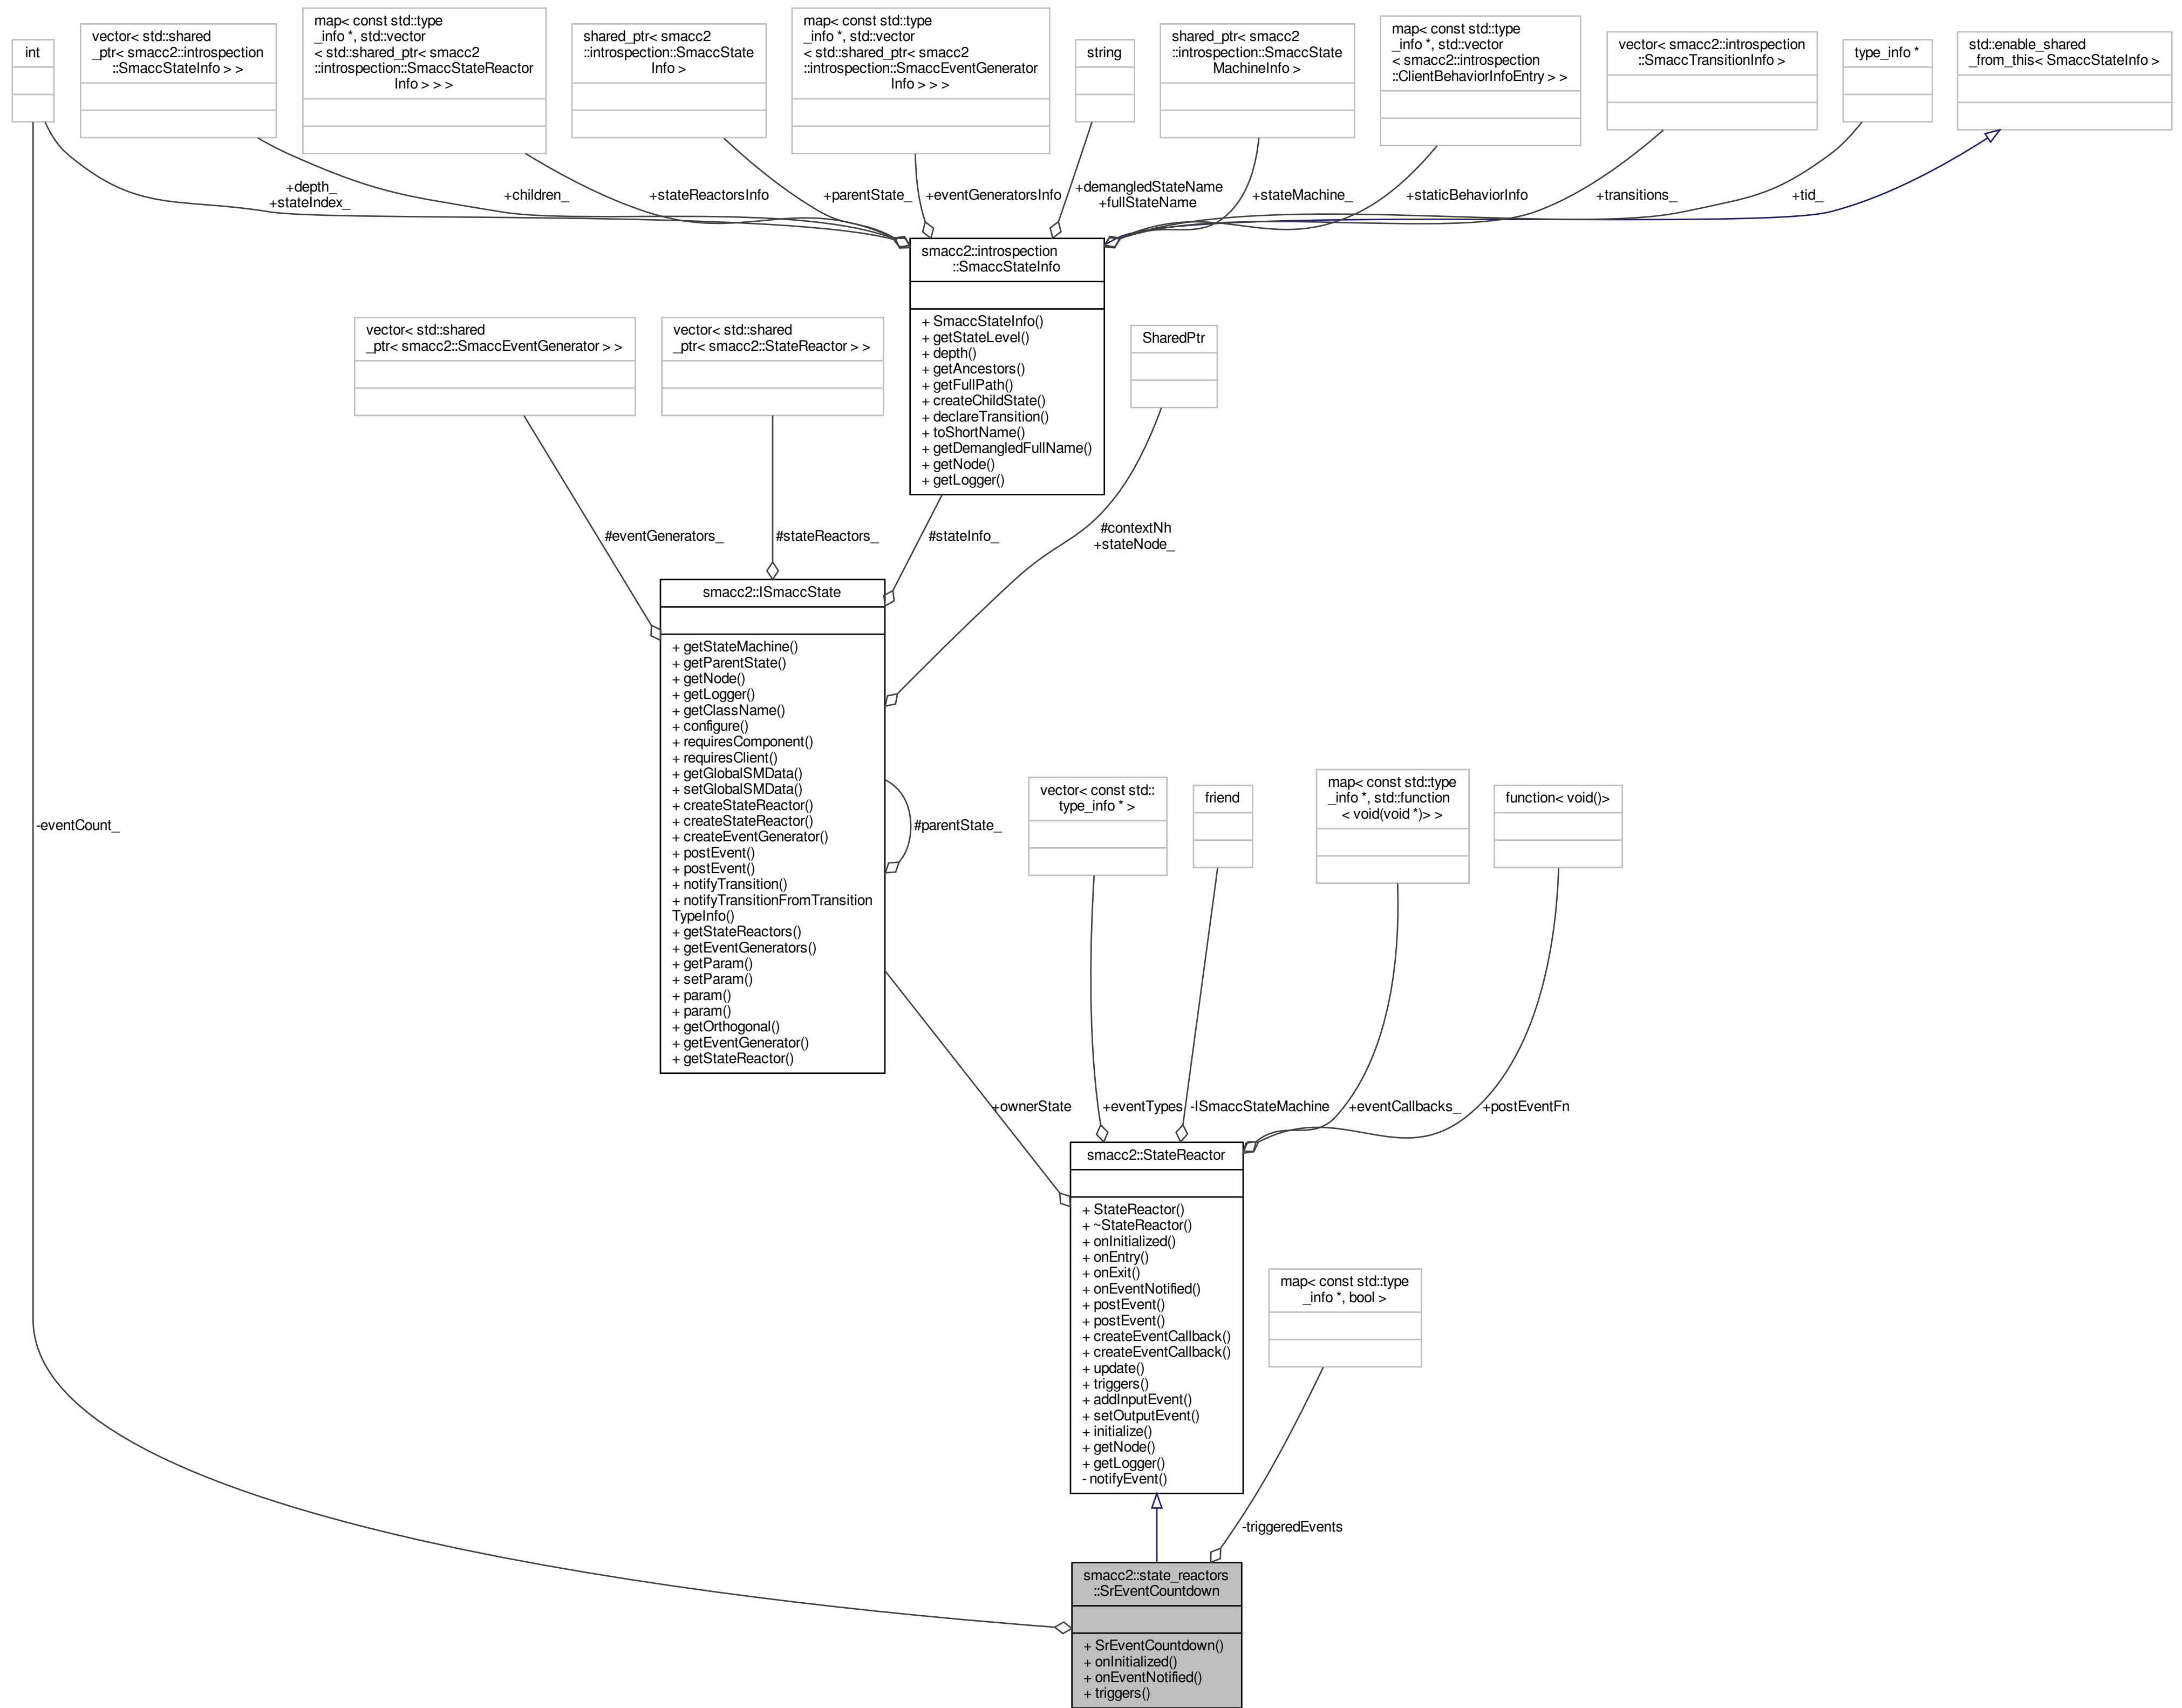 int
vector< std::shared
_ptr< smacc2::introspection
::SmaccStateInfo > >
map< const std::type
_info *, std::vector
< std::shared_ptr< smacc2
::introspection::SmaccStateReactor
Info > > >
shared_ptr< smacc2
::introspection::SmaccState
Info >
map< const std::type
_info *, std::vector
< std::shared_ptr< smacc2
::introspection::SmaccEventGenerator
Info > > >
string
shared_ptr< smacc2
::introspection::SmaccState
MachineInfo >
map< const std::type
_info *, std::vector
< smacc2::introspection
::ClientBehaviorInfoEntry > >
vector< smacc2::introspection
::SmaccTransitionInfo >
type_info *
std::enable_shared
_from_this< SmaccStateInfo >
+depth_
+stateIndex_
+children_
+stateReactorsInfo
+parentState_
+eventGeneratorsInfo
+demangledStateName
+fullStateName
+stateMachine_
+staticBehaviorInfo
+transitions_
+tid_
smacc2::introspection
::SmaccStateInfo
+ SmaccStateInfo()
+ getStateLevel()
+ depth()
+ getAncestors()
+ getFullPath()
+ createChildState()
+ declareTransition()
+ toShortName()
+ getDemangledFullName()
+ getNode()
+ getLogger()
vector< std::shared
_ptr< smacc2::SmaccEventGenerator > >
vector< std::shared
_ptr< smacc2::StateReactor > >
SharedPtr
#eventGenerators_
#stateReactors_
#stateInfo_
#contextNh
+stateNode_
smacc2::ISmaccState
+ getStateMachine()
+ getParentState()
+ getNode()
+ getLogger()
+ getClassName()
+ configure()
+ requiresComponent()
+ requiresClient()
+ getGlobalSMData()
+ setGlobalSMData()
+ createStateReactor()
+ createStateReactor()
+ createEventGenerator()
+ postEvent()
+ postEvent()
+ notifyTransition()
+ notifyTransitionFromTransition
TypeInfo()
+ getStateReactors()
+ getEventGenerators()
+ getParam()
+ setParam()
+ param()
+ param()
+ getOrthogonal()
+ getEventGenerator()
+ getStateReactor()
#parentState_
-eventCount_
vector< const std::
type_info * >
friend
map< const std::type
_info *, std::function
< void(void *)> >
function< void()>
+ownerState
+eventTypes
-ISmaccStateMachine
+eventCallbacks_
+postEventFn
smacc2::StateReactor
+ StateReactor()
+ ~StateReactor()
+ onInitialized()
+ onEntry()
+ onExit()
+ onEventNotified()
+ postEvent()
+ postEvent()
+ createEventCallback()
+ createEventCallback()
+ update()
+ triggers()
+ addInputEvent()
+ setOutputEvent()
+ initialize()
+ getNode()
+ getLogger()
- notifyEvent()
map< const std::type
_info *, bool >
-triggeredEvents
smacc2::state_reactors
::SrEventCountdown
+ SrEventCountdown()
+ onInitialized()
+ onEventNotified()
+ triggers()